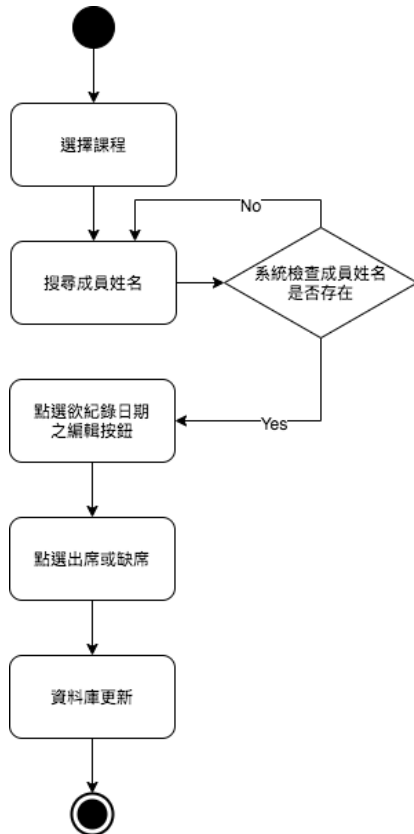 選擇課程
No
搜尋成員姓名
系統檢查成員姓名
是否存在
點選欲紀錄日期
之編輯按鈕
Yes
點選出席或缺席
資料庫更新